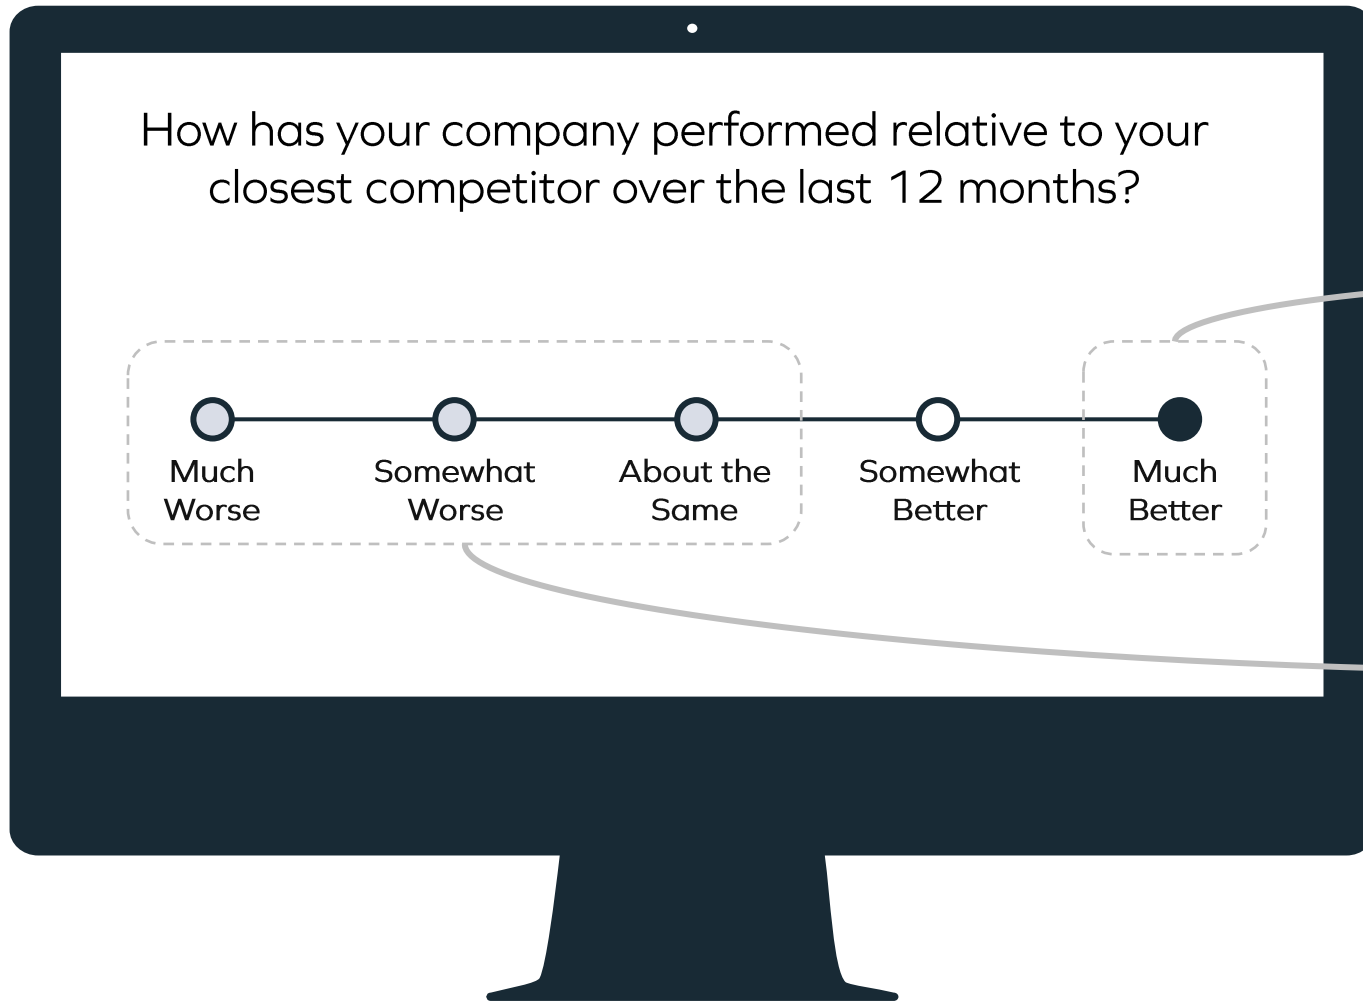 How has your company performed relative to your
closest competitor over the last 12 months?
Much
Worse
Somewhat
Worse
About the
Same
Somewhat
Better
Much
Better